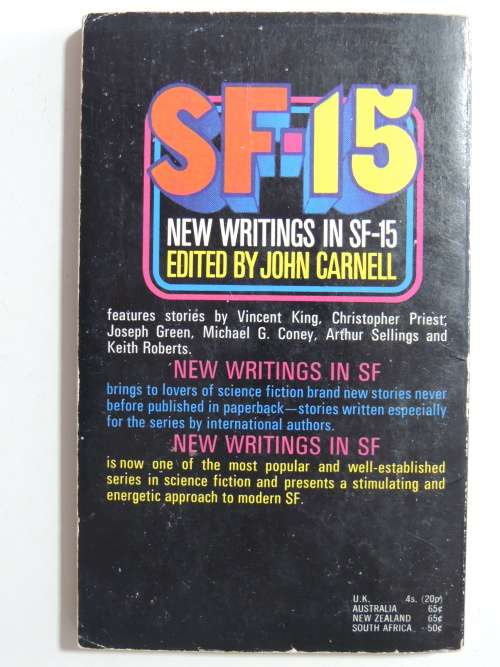 SF·15
NEW WRITINGS IN SF-15
EDITED BY JOHN CARNELL
features stories by Vincent King, Christopher Priest,
Joseph Green, Michael G. Coney, Arthur Sellings and
Keith Roberts.
NEW WRITINGS IN SF
brings to lovers of science fiction brand new stories never
before published in paperback—stories written especially
for the series by international authors.
NEW WRITINGS IN SF
is now one of the most popular and well-established
series in science fiction and presents a stimulating and
energetic approach to modern SF.
U.K. 4s. (20p)
AUSTRALIA 65c
NEW ZEALAND 65c
SOUTH AFRICA 50c